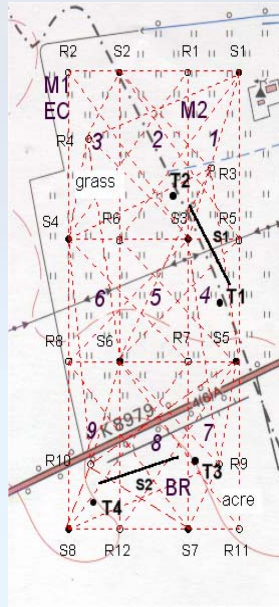 R2 S2 R1 S1
M1
EC M2
R4 3 2 1
R3
grass T2
S4 R6 S3 R5
S1
6 5 4 T1
R8 S6 R7 S5
K8979 4(6)A
9 8 7
R10 T3 R9
S2 BR
T4 acre
S8 R12 S7 R11